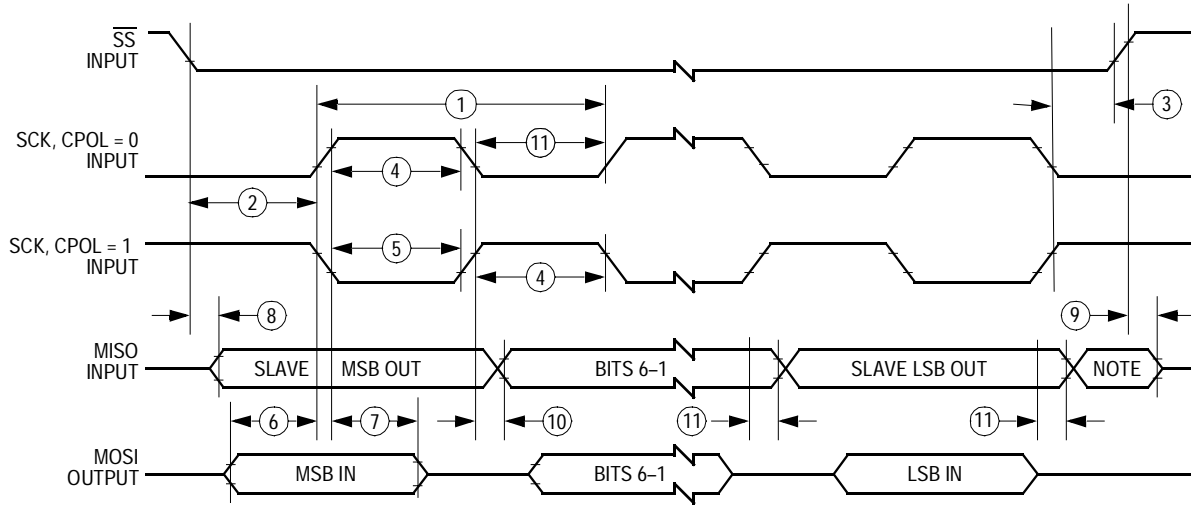 SS
INPUT
1
3
SCK, CPOL = 0
INPUT
11
4
2
SCK, CPOL = 1
INPUT
5
4
8
9
MISO
INPUT
SLAVE MSB OUT
BITS 6–1
SLAVE LSB OUT
NOTE
6
7
10
11
11
MOSI
OUTPUT
MSB IN
BITS 6–1
LSB IN